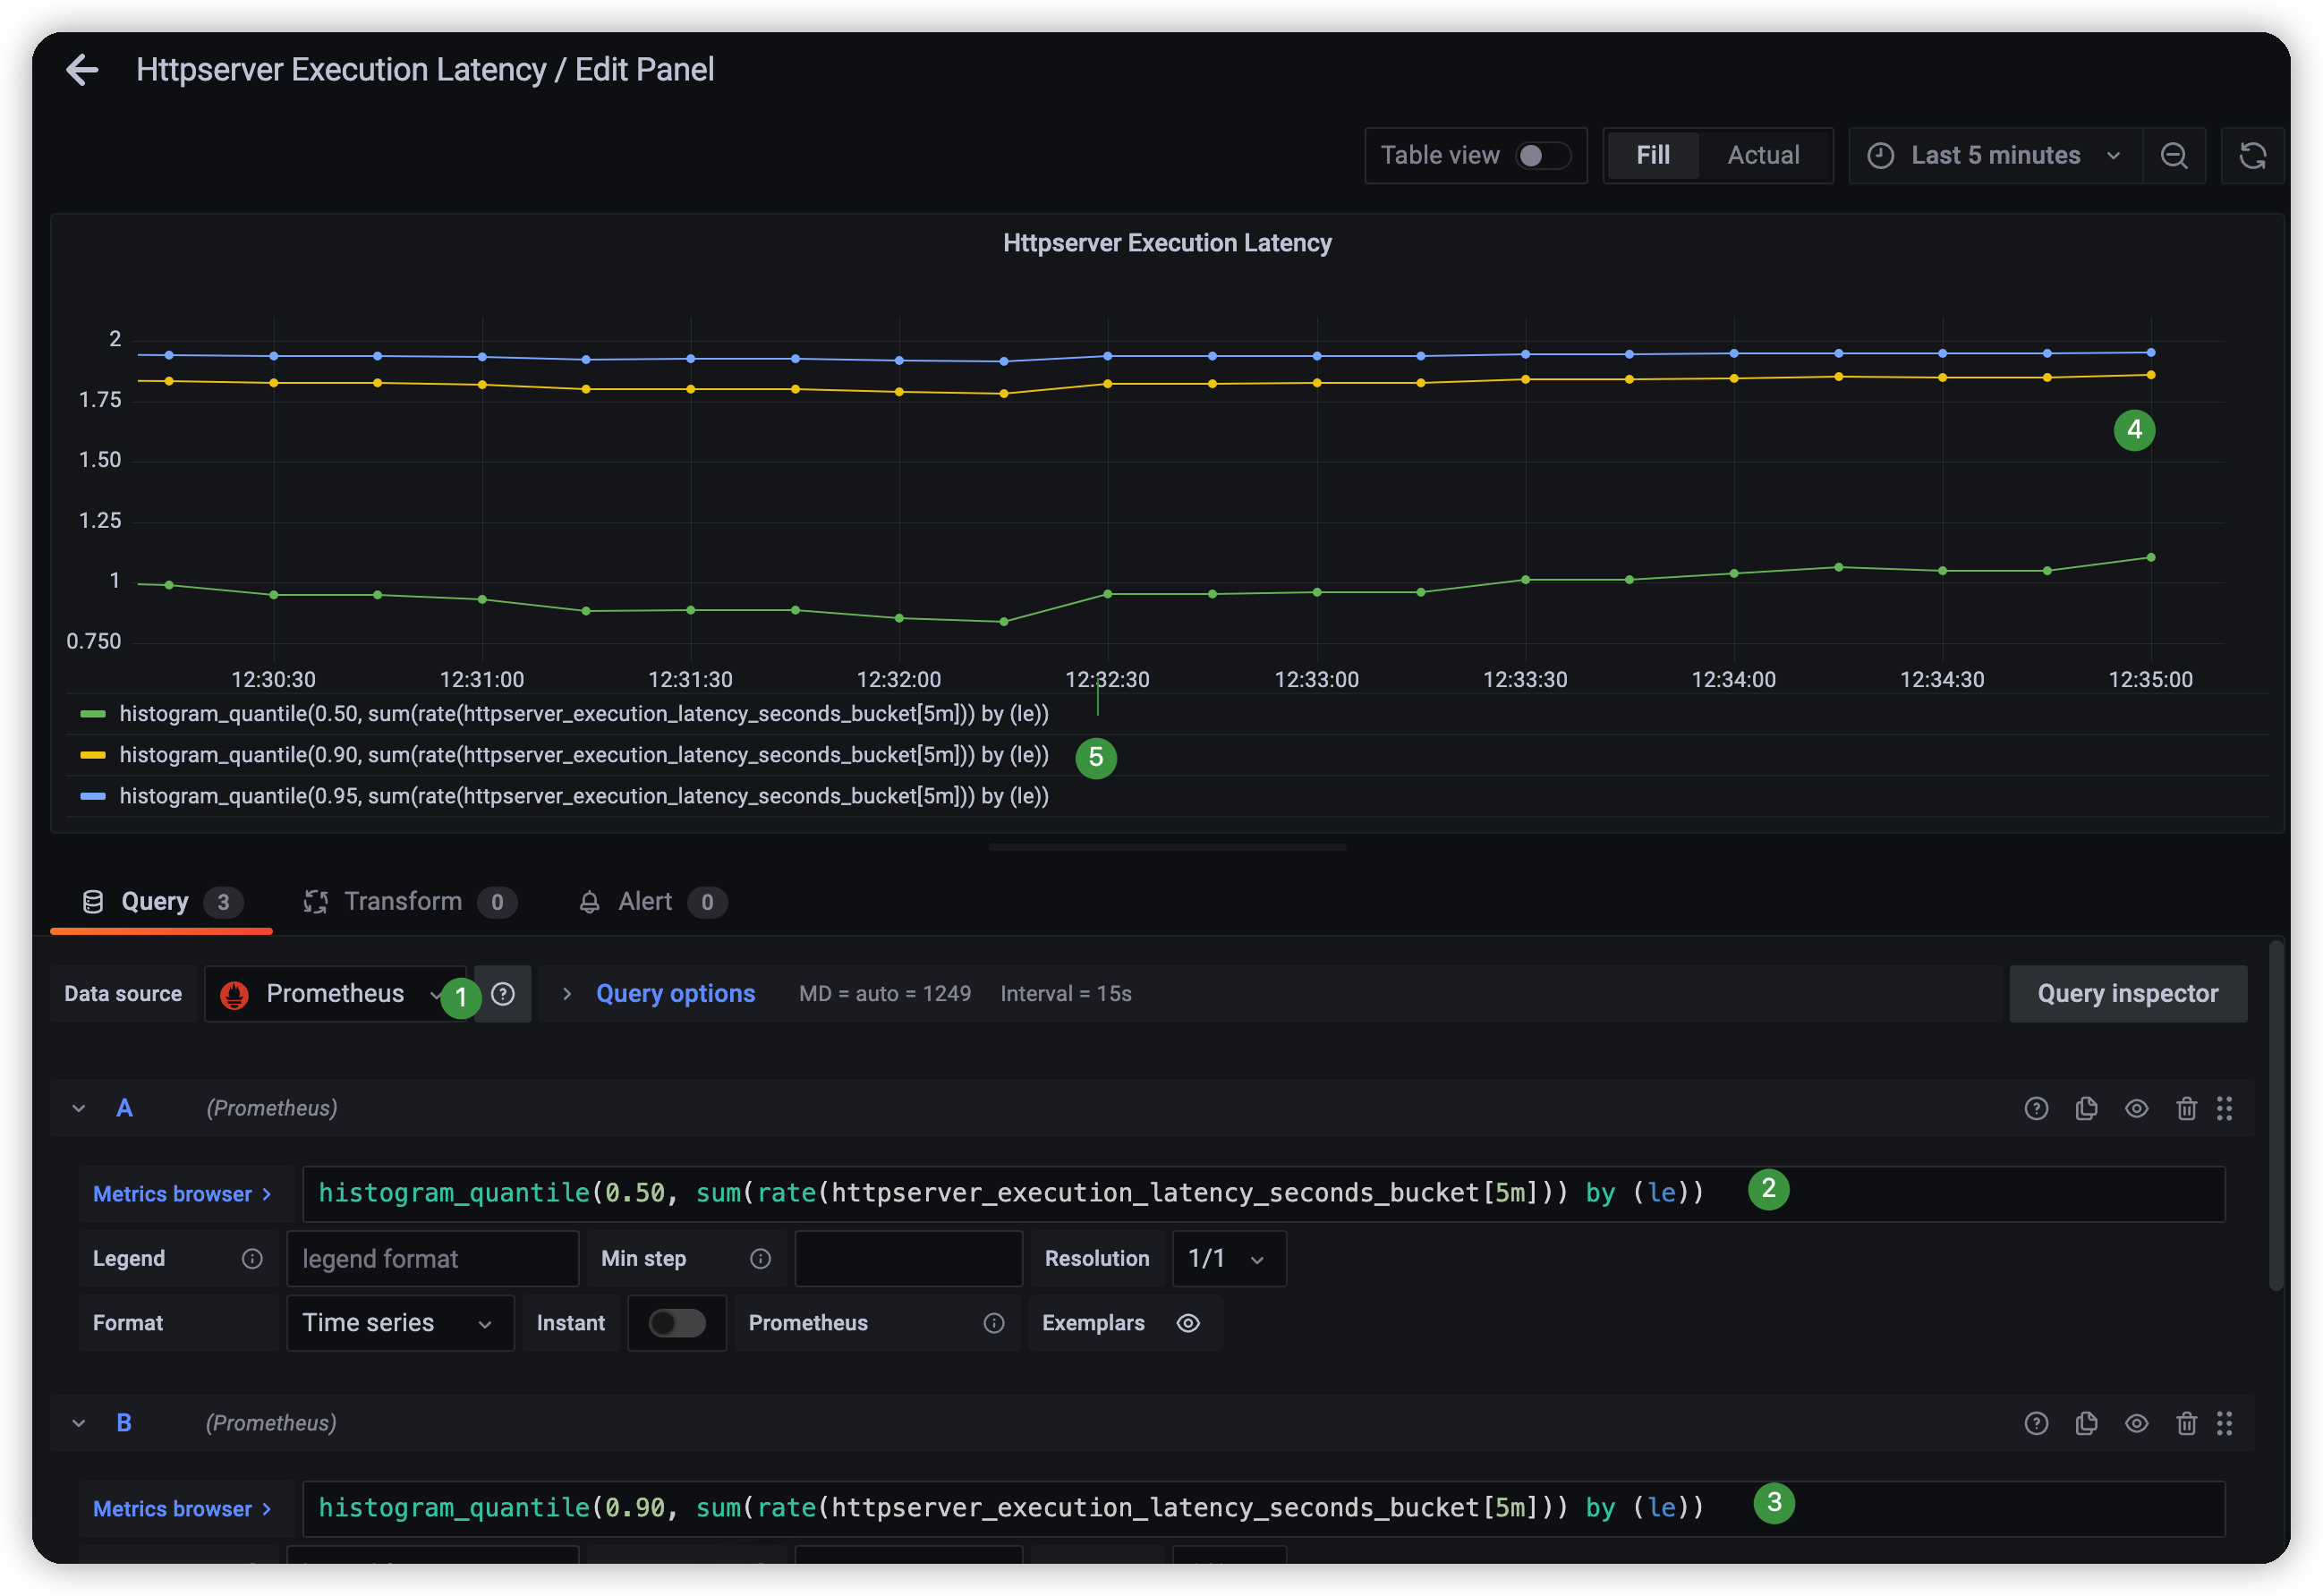 Httpserver Execution Latency / Edit Panel
Table view Fill Actual Last 5 minutes
Httpserver Execution Latency
2
1.75
4
1.50
1.25
1
0.750
12:30:30 12:31:00 12:31:30 12:32:00 12:32:30 12:33:00 12:33:30 12:34:00 12:34:30 12:35:00
histogram_quantile(0.50, sum(rate(httpserver_execution_latency_seconds_bucket[5m])) by (le))
histogram_quantile(0.90, sum(rate(httpserver_execution_latency_seconds_bucket[5m])) by (le)) 5
histogram_quantile(0.95, sum(rate(httpserver_execution_latency_seconds_bucket[5m])) by (le))
Query 3 Transform 0 Alert 0
Data source Prometheus 1 Query options MD = auto = 1249 Interval = 15s Query inspector
A (Prometheus)
Metrics browser > histogram_quantile(0.50, sum(rate(httpserver_execution_latency_seconds_bucket[5m])) by (le)) 2
Legend legend format Min step Resolution 1/1
Format Time series Instant Prometheus Exemplars
B (Prometheus)
Metrics browser > histogram_quantile(0.90, sum(rate(httpserver_execution_latency_seconds_bucket[5m])) by (le)) 3